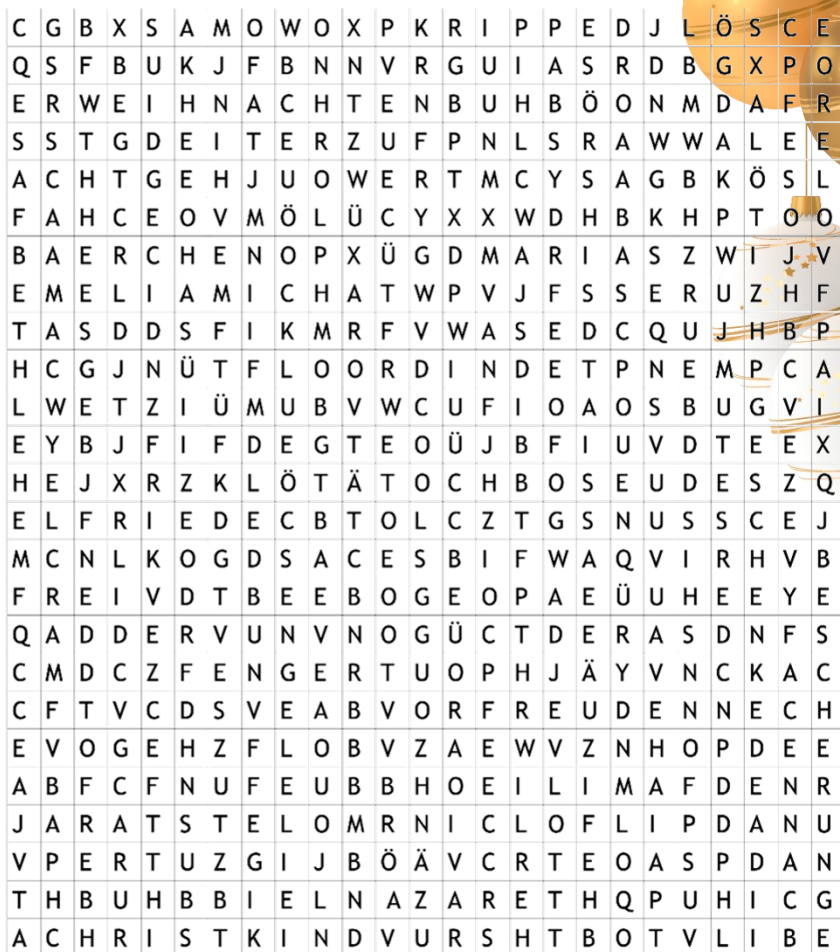 C G B X S A M O W O X P K R I P P E D J L Ö S C E
Q S F B U K J F B N N V R G U I A S R D B G X P O
E R W E I H N A C H T E N B U H B Ö O N M D A F R
S S T G D E I T E R Z U F P N L S R A W W A L E E
A C H T G E H J U O W E R T M C Y S A G B K Ö S L
F A H C E O V M Ö L Ü C Y X X W D H B K H P T O O
B A E R C H E N O P X Ü G D M A R I A S Z W I J V
E M E L I A M I C H A T W P V J F S S E R U Z H F
T A S D D S F I K M R F V W A S E D C Q U J H B P
H C G J N Ü T F L O O R D I N D E T P N E M P C A
L W E T Z I Ü M U B V W C U F I O A O S B U G V I
E Y B J F I F D E G T E O Ü J B F I U V D T E E X
H E J X R Z K L Ö T Ä T O C H B O S E U D E S Z Q
E L F R I E D E C B T O L C Z T G S N U S S C E J
M C N L K O G D S A C E S B I F W A Q V I R H V B
F R E I V D T B E E B O G E O P A E Ü U H E E Y E
Q A D D E R V U N V N O G Ü C T D E R A S D N F S
C M D C Z F E N G E R T U O P H J Ä Y V N C K A C
C F T V C D S V E A B V O R F R E U D E N N E C H
E V O G E H Z F L O B V Z A E W V Z N H O P D E E
A B F C F N U F E U B B H O E I L I M A F D E N R
J A R A T S T E L O M R N I C L O F L I P D A N U
V P E R T U Z G I J B Ö Ä V C R T E O A S P D A N
T H B U H B B I E L N A Z A R E T H Q P U H I C G
A C H R I S T K I N D V U R S H T B O T V L I B E